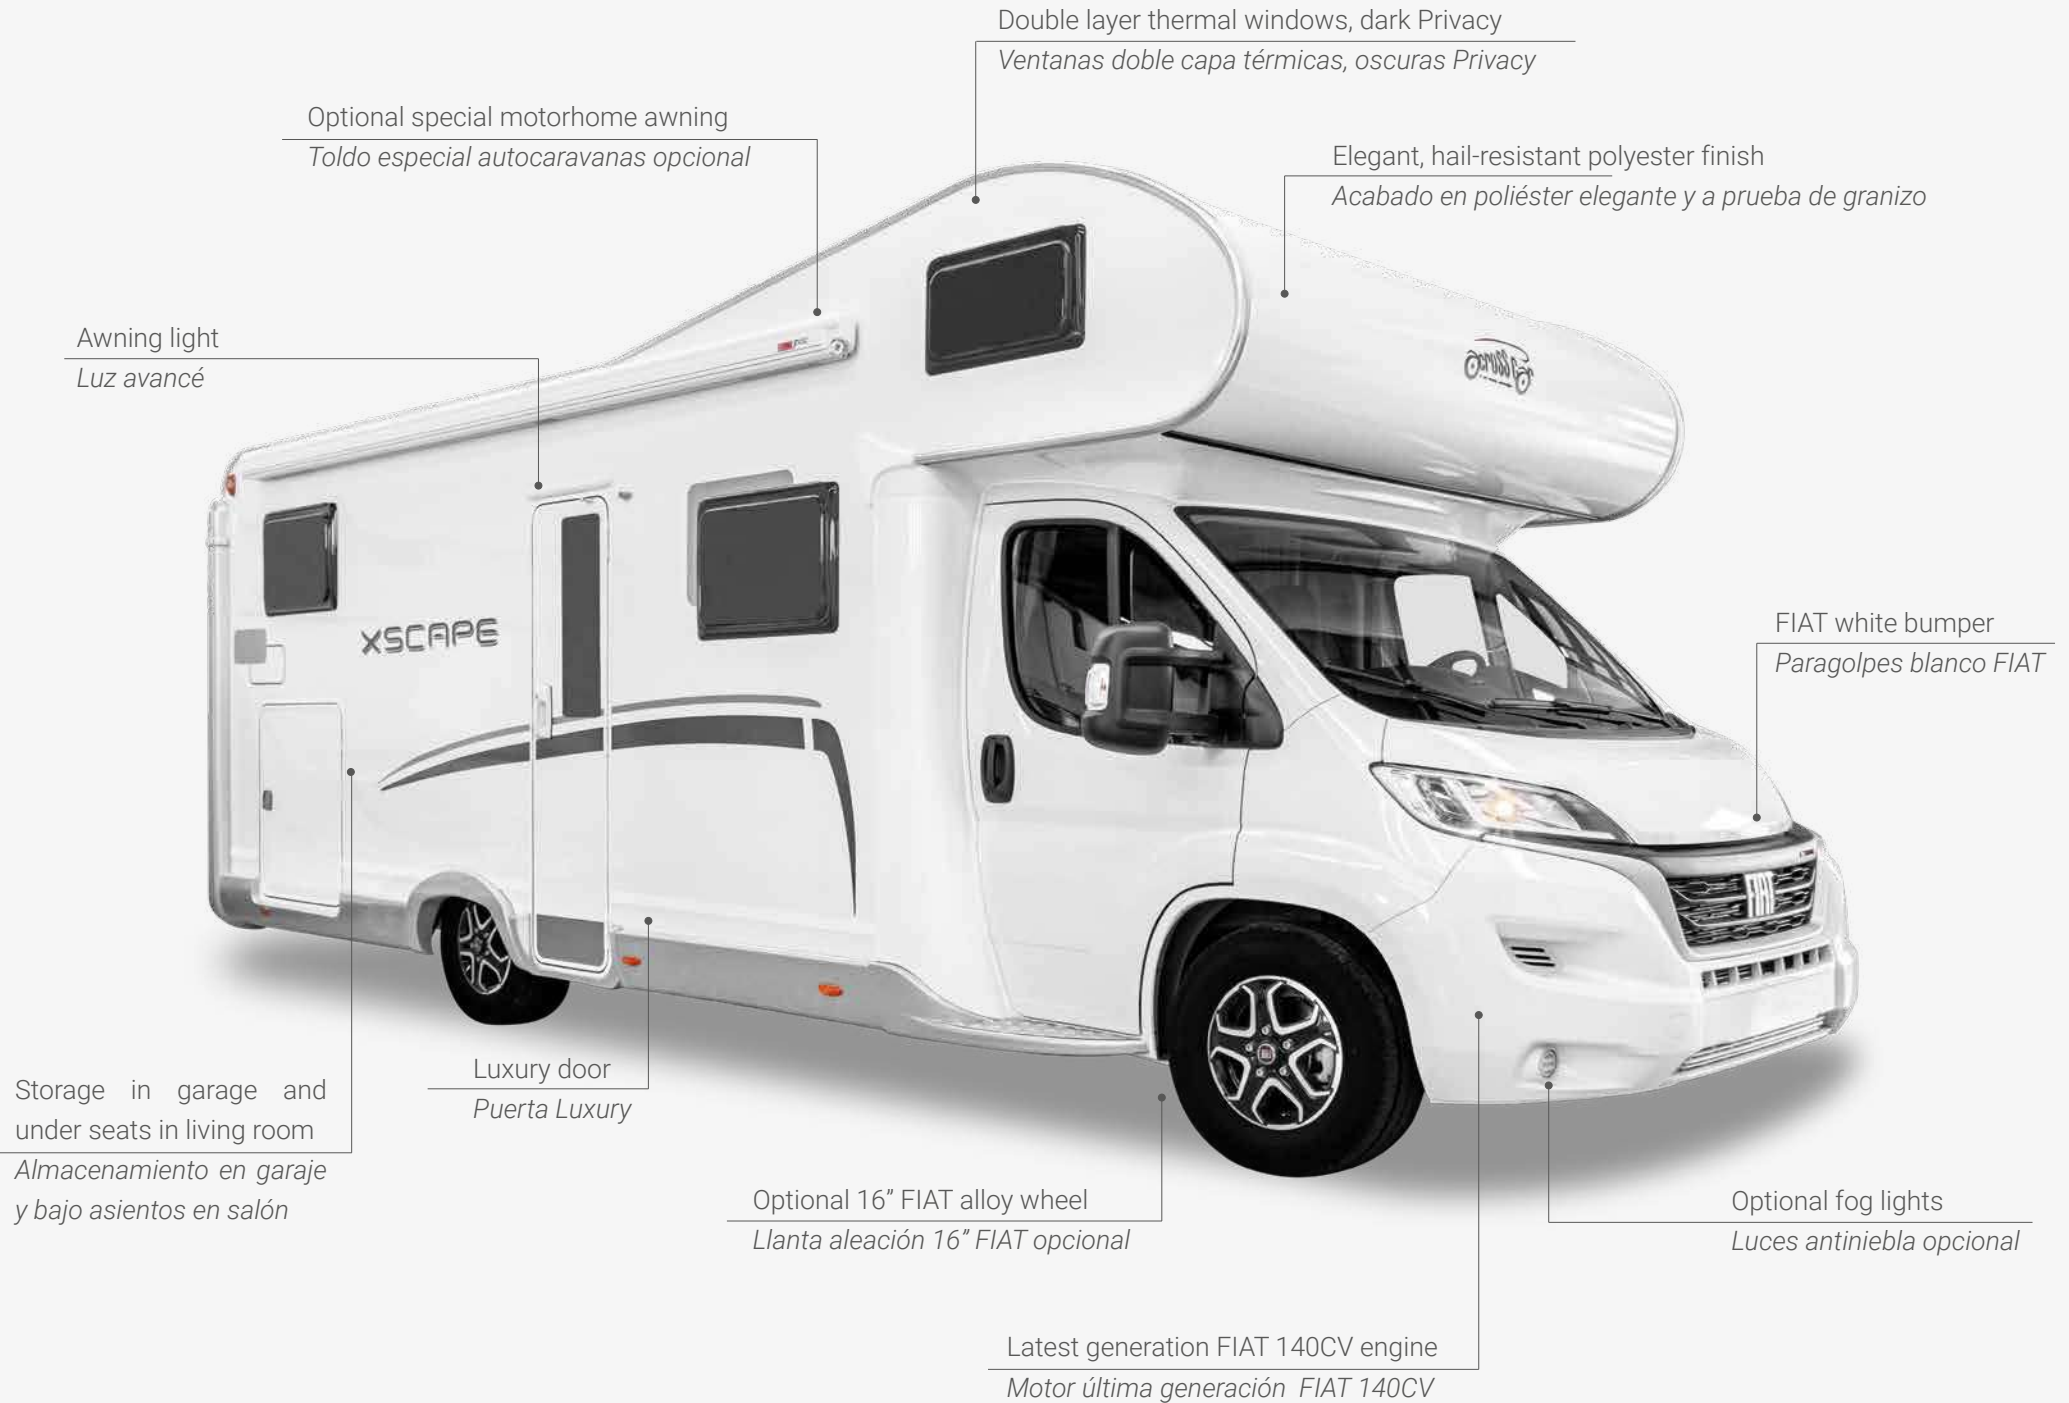 Double layer thermal windows, dark Privacy
Ventanas doble capa térmicas, oscuras Privacy
Optional special motorhome awning
Toldo especial autocaravanas opcional
Elegant, hail-resistant polyester finish
Acabado en poliéster elegante y a prueba de granizo
Awning light
Luz avancé
XSCAPE
FIAT white bumper
Paragolpes blanco FIAT
FIAT
Storage in garage and
under seats in living room
Almacenamiento en garaje
y bajo asientos en salón
Luxury door
Puerta Luxury
Optional 16” FIAT alloy wheel
Llanta aleación 16” FIAT opcional
Optional fog lights
Luces antiniebla opcional
Latest generation FIAT 140CV engine
Motor última generación FIAT 140CV